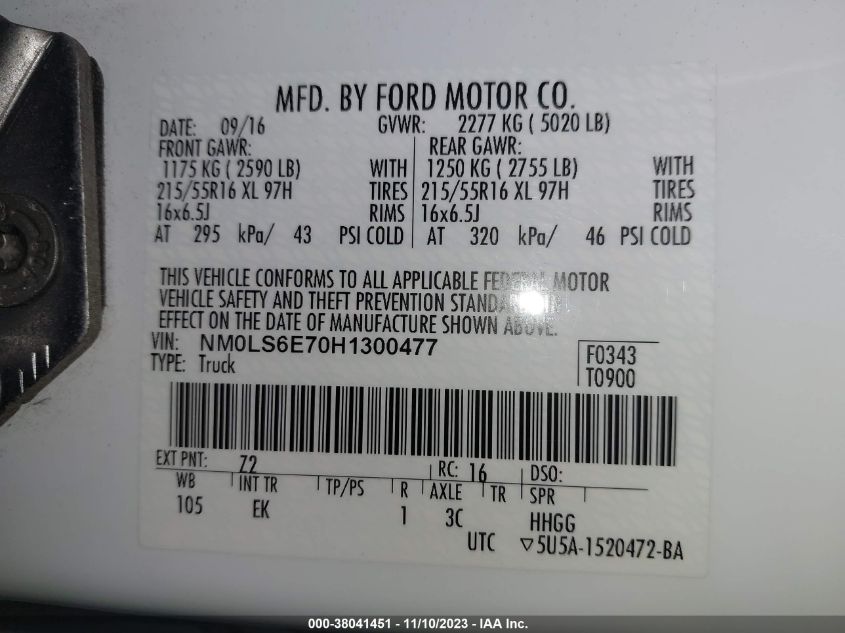 MFD. BY FORD MOTOR CO.
DATE: 09/16 GVWR: 2277 KG ( 5020 LB)
FRONT GAWR: REAR GAWR:
1175 KG ( 2590 LB) WITH 1250 KG ( 2755 LB) WITH
215/55R16 XL 97H TIRES 215/55R16 XL 97H TIRES
16x6.5J RIMS 16x6.5J RIMS
AT 295 kPa/ 43 PSI COLD AT 320 kPa/ 46 PSI COLD
THIS VEHICLE CONFORMS TO ALL APPLICABLE FEDERAL MOTOR
VEHICLE SAFETY AND THEFT PREVENTION STANDARDS IN
EFFECT ON THE DATE OF MANUFACTURE SHOWN ABOVE.
VIN: NM0LS6E70H1300477
TYPE: Truck
F0343
T0900
EXT PNT: Z2 RC: 16 DSO:
WB INT TR TP/PS R AXLE TR SPR
105 EK 1 3C HHGG
UTC ▽5U5A-1520472-BA
000-38041451 - 11/10/2023 - IAA Inc.